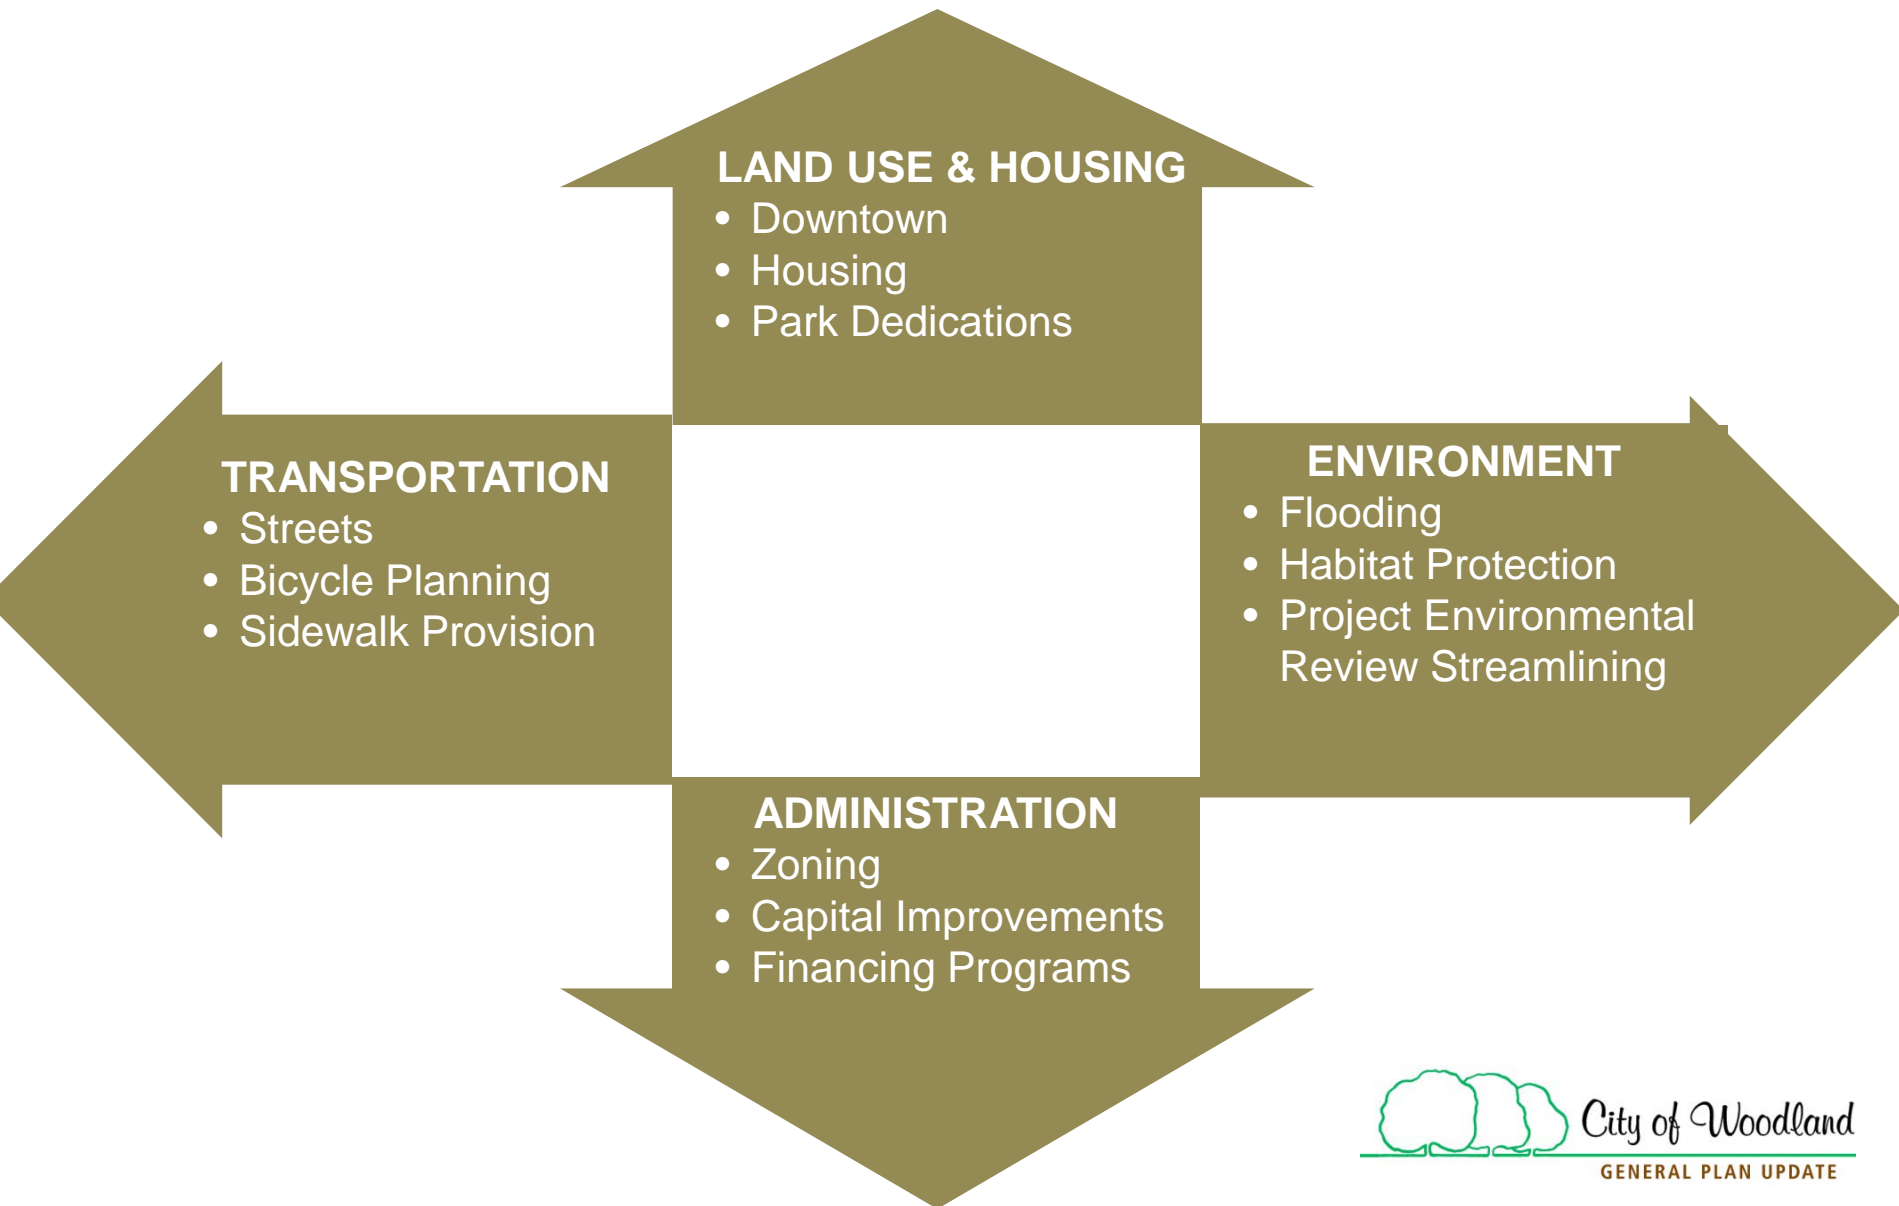 LAND USE & HOUSING
• Downtown
• Housing
• Park Dedications
TRANSPORTATION
• Streets
• Bicycle Planning
• Sidewalk Provision
ENVIRONMENT
• Flooding
• Habitat Protection
• Project Environmental
Review Streamlining
ADMINISTRATION
• Zoning
• Capital Improvements
• Financing Programs
City of Woodland
GENERAL PLAN UPDATE